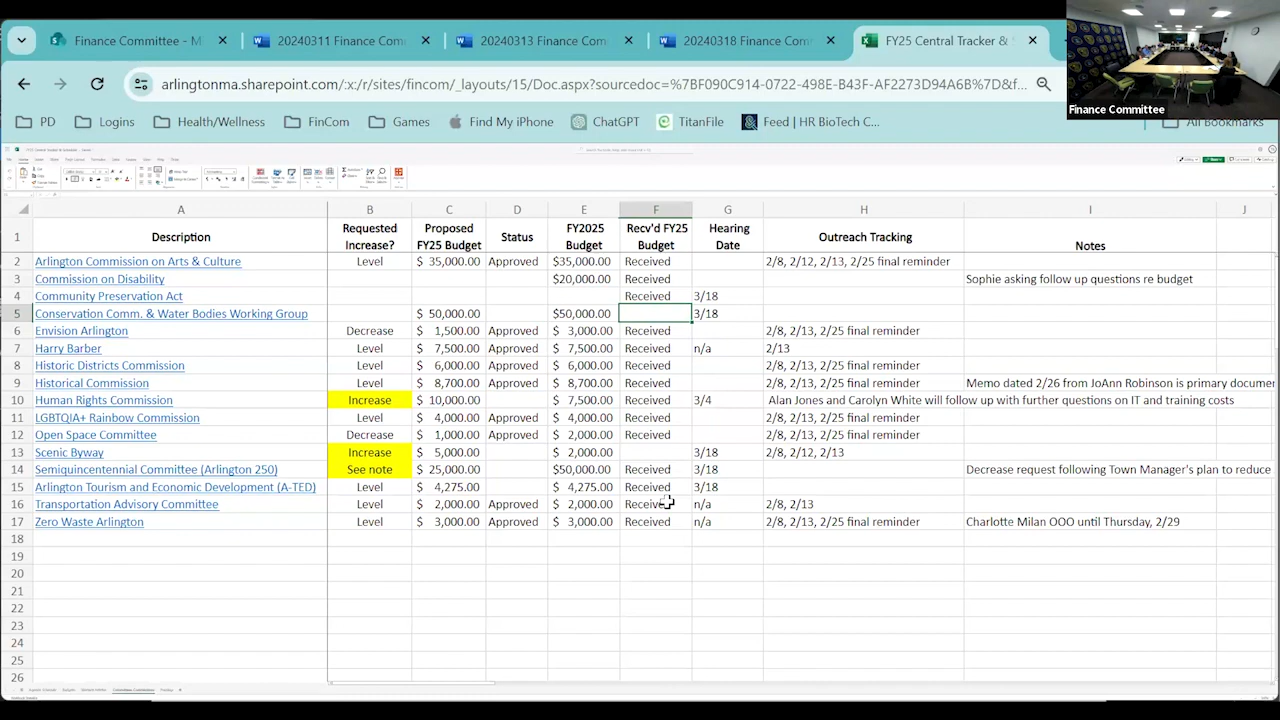 Finance Committee - M
20240311 Financ
20240313 Finance Com
20240318 Finance Com
FY25 Central Tracker & S
arlingtonma.sharepoint.com/:x:/r/sites/fincom/_layouts/15/Doc.aspx?sourcedoc=%7BF090C914-0722-498E-B43F-AF2273D94A6B%7D&f...
Finance Committee
PD Logins Health/Wellness FinCom Games Find My iPhone ChatGPT TitanFile Feed | HR BioTech C... All Bookmarks
A B C D E F G H I J
1 Description Requested Increase? Proposed FY25 Budget Status FY2025 Budget Recv'd FY25 Budget Hearing Date Outreach Tracking Notes
2 Arlington Commission on Arts & Culture Level $ 35,000.00 Approved $35,000.00 Received 2/8, 2/12, 2/13, 2/25 final reminder
3 Commission on Disability $20,000.00 Received Sophie asking follow up questions re budget
4 Community Preservation Act Received 3/18
5 Conservation Comm. & Water Bodies Working Group $ 50,000.00 $50,000.00 3/18
6 Envision Arlington Decrease $ 1,500.00 Approved $ 3,000.00 Received 2/8, 2/13, 2/25 final reminder
7 Harry Barber Level $ 7,500.00 Approved $ 7,500.00 Received n/a 2/13
8 Historic Districts Commission Level $ 6,000.00 Approved $ 6,000.00 Received 2/8, 2/13, 2/25 final reminder
9 Historical Commission Level $ 8,700.00 Approved $ 8,700.00 Received 2/8, 2/13, 2/25 final reminder Memo dated 2/26 from JoAnn Robinson is primary documen
10 Human Rights Commission Increase $ 10,000.00 $ 7,500.00 Received 3/4 Alan Jones and Carolyn White will follow up with further questions on IT and training costs
11 LGBTQIA+ Rainbow Commission Level $ 4,000.00 Approved $ 4,000.00 Received 2/8, 2/13, 2/25 final reminder
12 Open Space Committee Decrease $ 1,000.00 Approved $ 2,000.00 Received 2/8, 2/13, 2/25 final reminder
13 Scenic Byway Increase $ 5,000.00 $ 2,000.00 3/18 2/8, 2/12, 2/13
14 Semiquincentennial Committee (Arlington 250) See note $ 25,000.00 $50,000.00 Received 3/18 Decrease request following Town Manager's plan to reduce
15 Arlington Tourism and Economic Development (A-TED) Level $ 4,275.00 $ 4,275.00 Received 3/18
16 Transportation Advisory Committee Level $ 2,000.00 Approved $ 2,000.00 Received n/a 2/8, 2/13
17 Zero Waste Arlington Level $ 3,000.00 Approved $ 3,000.00 Received n/a 2/8, 2/13, 2/25 final reminder Charlotte Milan OOO until Thursday, 2/29
18
19
20
21
22
23
24
25
26